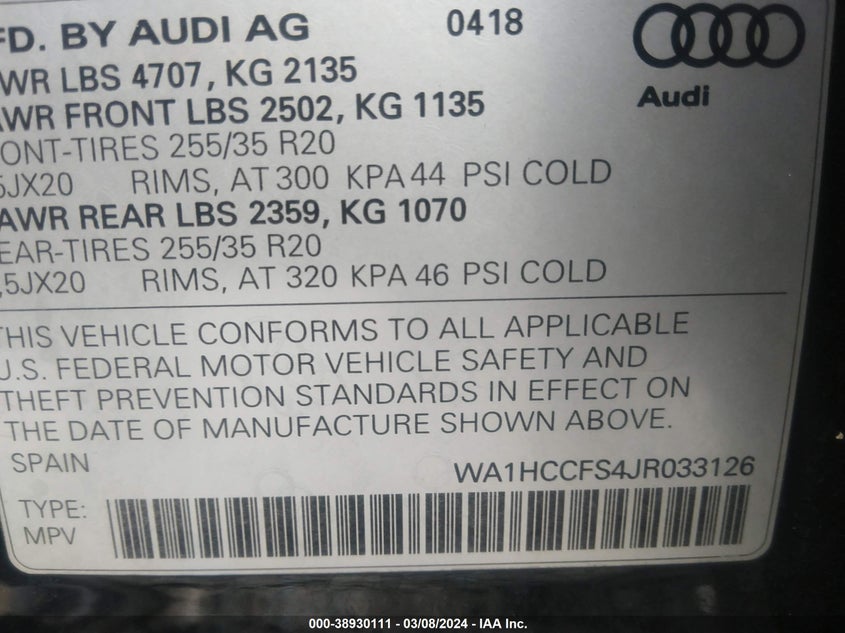 FD. BY AUDI AG 0418
WR LBS 4707, KG 2135
Audi
AWR FRONT LBS 2502, KG 1135
ONT-TIRES 255/35 R20
5JX20 RIMS, AT 300 KPA 44 PSI COLD
AWR REAR LBS 2359, KG 1070
EAR-TIRES 255/35 R20
,5JX20 RIMS, AT 320 KPA 46 PSI COLD
THIS VEHICLE CONFORMS TO ALL APPLICABLE
U.S. FEDERAL MOTOR VEHICLE SAFETY AND
THEFT PREVENTION STANDARDS IN EFFECT ON
THE DATE OF MANUFACTURE SHOWN ABOVE.
SPAIN WA1HCCFS4JR033126
TYPE:
MPV
000-38930111 - 03/08/2024 - IAA Inc.